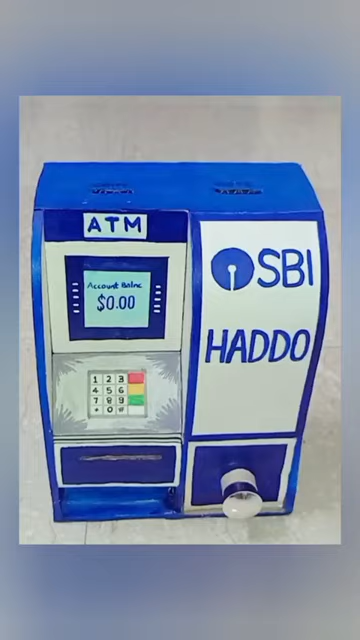 ATM
Account Balnc
$0.00
1 2 3
4 5 6
7 8 9
* 0 #
SBI
HADDO